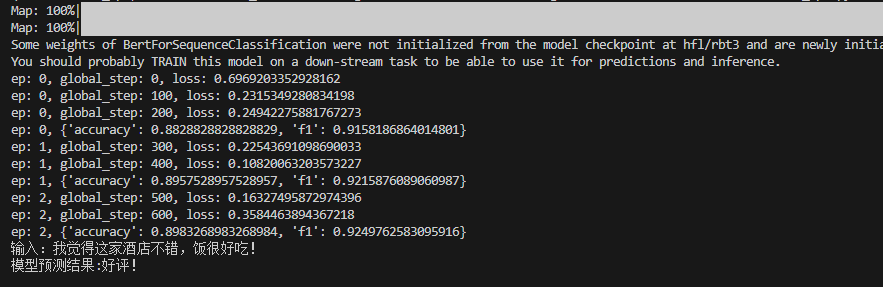 Map: 100%
Map: 100%
Some weights of BertForSequenceClassification were not initialized from the model checkpoint at hfl/rbt3 and are newly initia
You should probably TRAIN this model on a down-stream task to be able to use it for predictions and inference.
ep: 0, global_step: 0, loss: 0.6969203352928162
ep: 0, global_step: 100, loss: 0.2315349280834198
ep: 0, global_step: 200, loss: 0.24942275881767273
ep: 0, {'accuracy': 0.8828828828828829, 'f1': 0.9158186864014801}
ep: 1, global_step: 300, loss: 0.22543691098690033
ep: 1, global_step: 400, loss: 0.10820063203573227
ep: 1, {'accuracy': 0.8957528957528957, 'f1': 0.9215876089060987}
ep: 2, global_step: 500, loss: 0.16327495872974396
ep: 2, global_step: 600, loss: 0.3584463894367218
ep: 2, {'accuracy': 0.8983268983268984, 'f1': 0.9249762583095916}
输入：我觉得这家酒店不错，饭很好吃！
模型预测结果:好评！